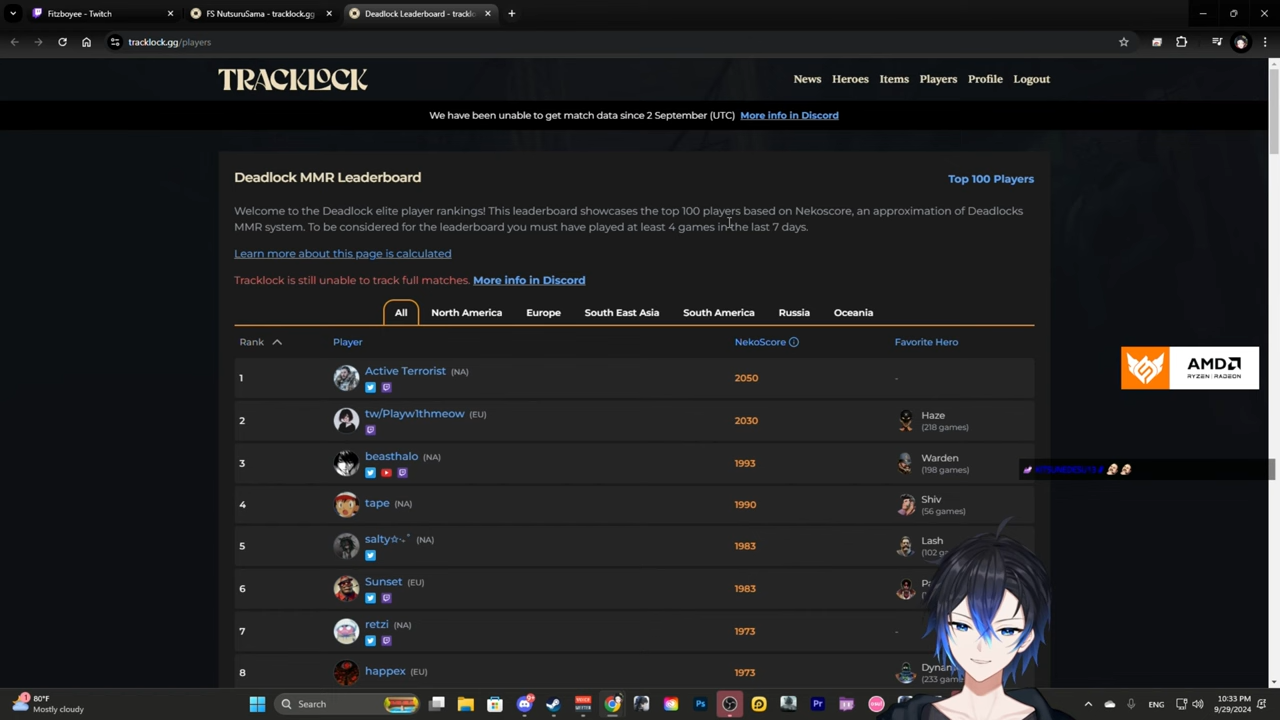 Fitzboyee - Twitch
FS NutsuruSama - tracklock.gg
Deadlock Leaderboard - trackle
tracklock.gg/players
TRACKLOCK
News Heroes Items Players Profile Logout
We have been unable to get match data since 2 September (UTC) More info in Discord
Deadlock MMR Leaderboard
Top 100 Players
Welcome to the Deadlock elite player rankings! This leaderboard showcases the top 100 players based on Nekoscore, an approximation of Deadlocks
MMR system. To be considered for the leaderboard you must have played at least 4 games in the last 7 days.
Learn more about this page is calculated
Tracklock is still unable to track full matches. More info in Discord
All North America Europe South East Asia South America Russia Oceania
Rank Player NekoScore Favorite Hero
1 Active Terrorist (NA) 2050 -
2 tw/Playw1thmeow (EU) 2030 Haze
(218 games)
3 beasthalo (NA) 1993 Warden
(198 games)
4 tape (NA) 1990 Shiv
(56 games)
5 salty☆ (NA) 1983 Lash
(102
6 Sunset (EU) 1983
7 retzi (NA) 1973 -
8 happex (EU) 1973
(233 games)
AMD
RYZEN | RADEON
80°F
Mostly cloudy
Search
Ps
Pr
ENG
10:33 PM
9/29/2024